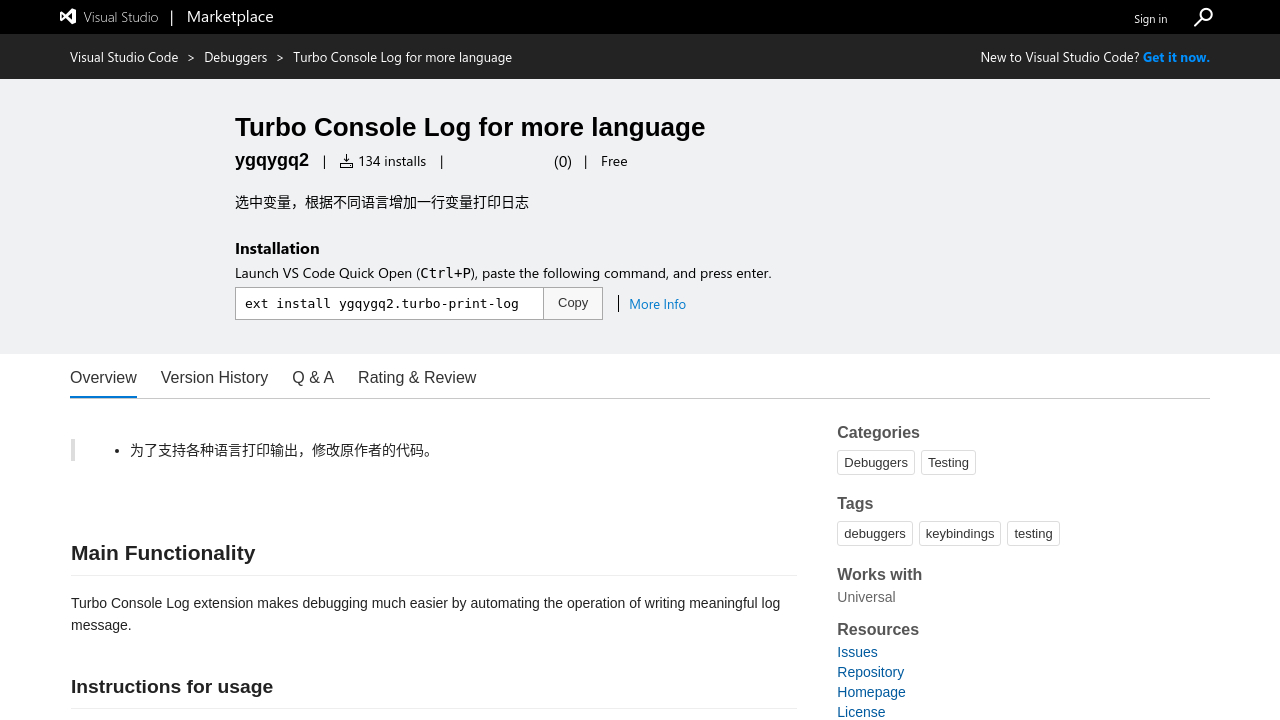 Visual Studio | Marketplace
Sign in
Visual Studio Code > Debuggers > Turbo Console Log for more language
New to Visual Studio Code? Get it now.
Turbo Console Log for more language
ygqygq2 | 134 installs | (0) | Free
选中变量，根据不同语言增加一行变量打印日志
Installation
Launch VS Code Quick Open (Ctrl+P), paste the following command, and press enter.
ext install ygqygq2.turbo-print-log
Copy
More Info
Overview
Version History
Q & A
Rating & Review
• 为了支持各种语言打印输出，修改原作者的代码。
Main Functionality
Turbo Console Log extension makes debugging much easier by automating the operation of writing meaningful log
message.
Instructions for usage
Categories
Debuggers
Testing
Tags
debuggers
keybindings
testing
Works with
Universal
Resources
Issues
Repository
Homepage
License